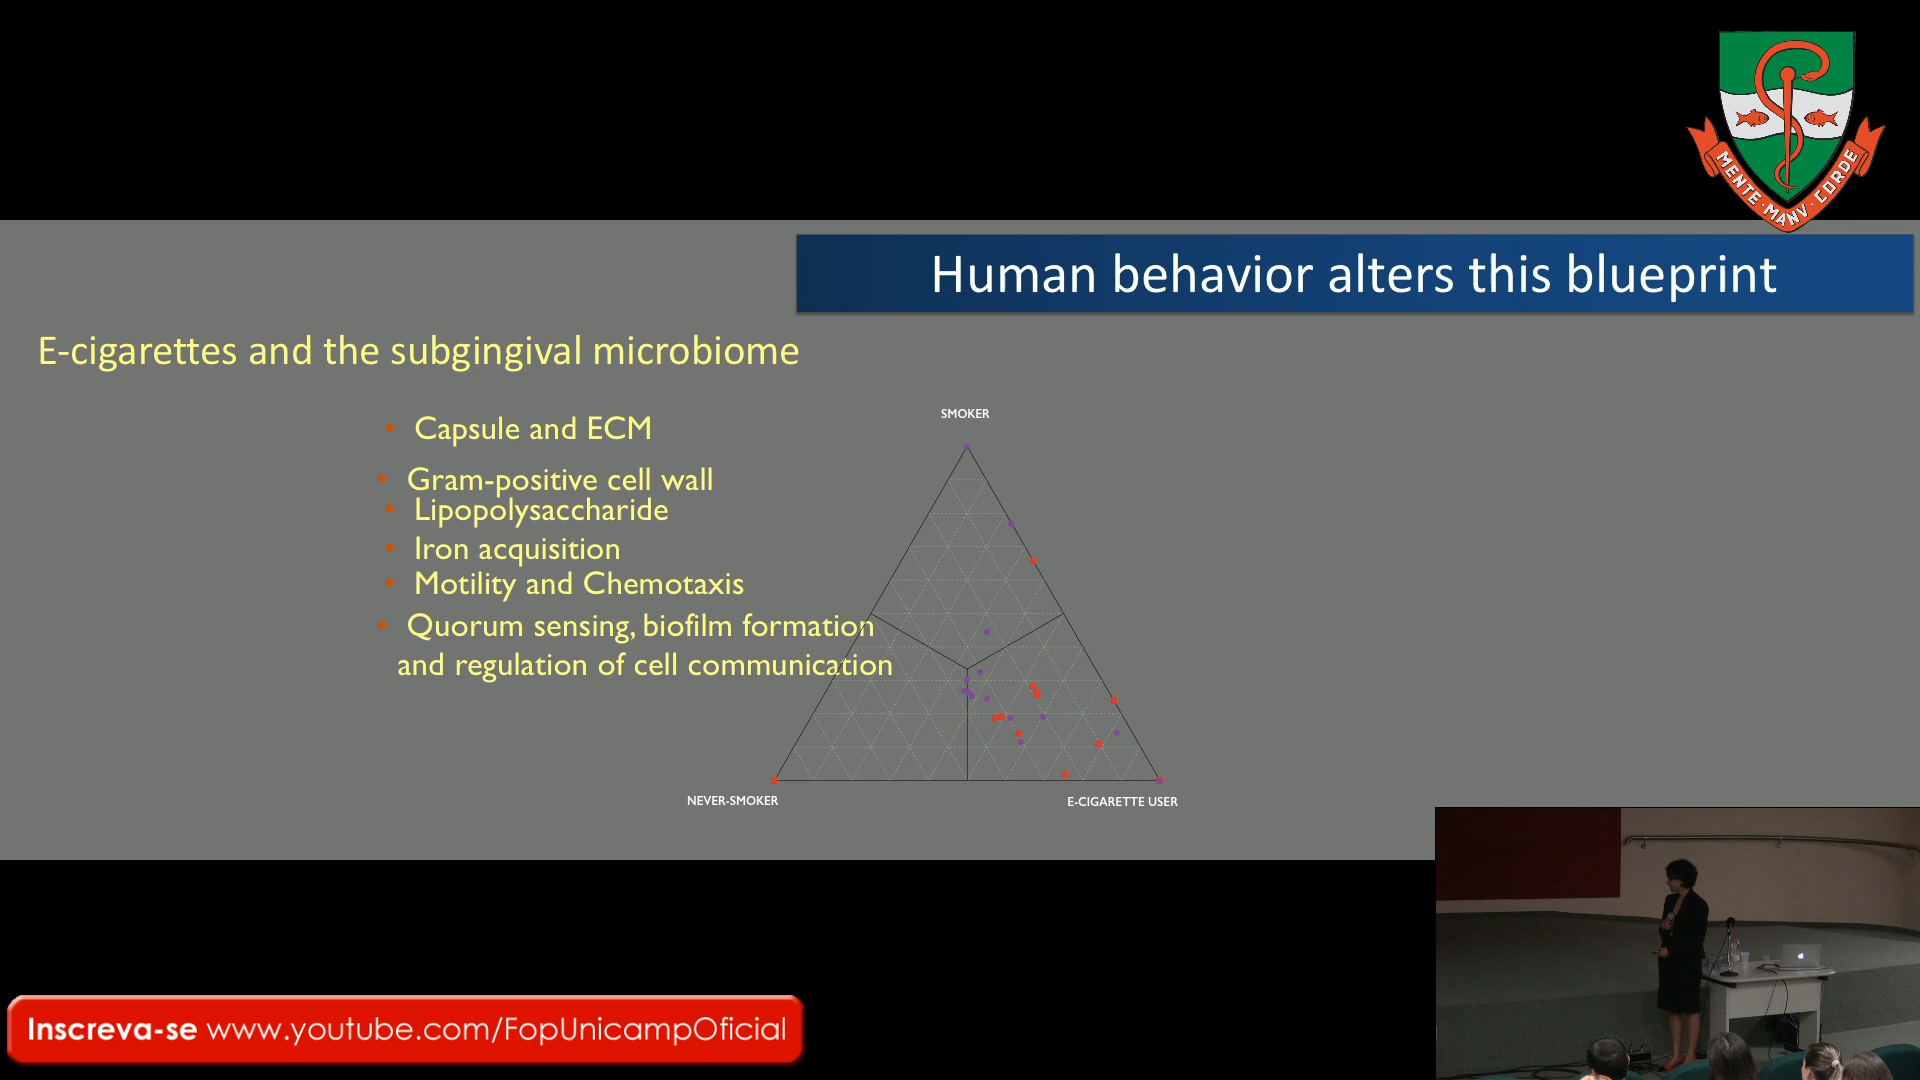 MENTE · MANV · CORDE
Human behavior alters this blueprint
E-cigarettes and the subgingival microbiome
• Capsule and ECM
• Gram-positive cell wall
• Lipopolysaccharide
• Iron acquisition
• Motility and Chemotaxis
• Quorum sensing, biofilm formation
and regulation of cell communication
SMOKER
NEVER-SMOKER
E-CIGARETTE USER
Inscreva-se www.youtube.com/FopUnicampOficial